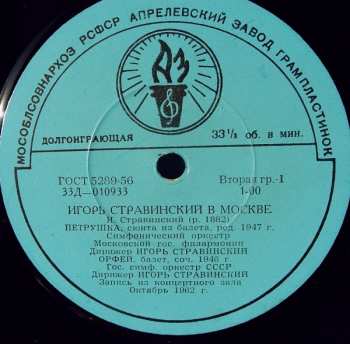 МОСОБЛСОВНАРХОЗ РСФСР АПРЕЛЕВСКИЙ ЗАВОД ГРАМПЛАСТИНОК
АЗ
ДОЛГОИГРАЮЩАЯ
33⅓ об. в мин.
ГОСТ 5289-56
Вторая гр.-1
33Д—010933
1-00
ИГОРЬ СТРАВИНСКИЙ В МОСКВЕ
И. Стравинский (р. 1882)
ПЕТРУШКА, сюита из балета, ред. 1947 г.
Симфонический оркестр
Московской гос. филармонии
Дирижер ИГОРЬ СТРАВИНСКИЙ
ОРФЕЙ, балет, соч. 1948 г.
Гос. симф. оркестр СССР
Дирижер ИГОРЬ СТРАВИНСКИЙ
Запись из концертного зала
Октябрь 1962 г.